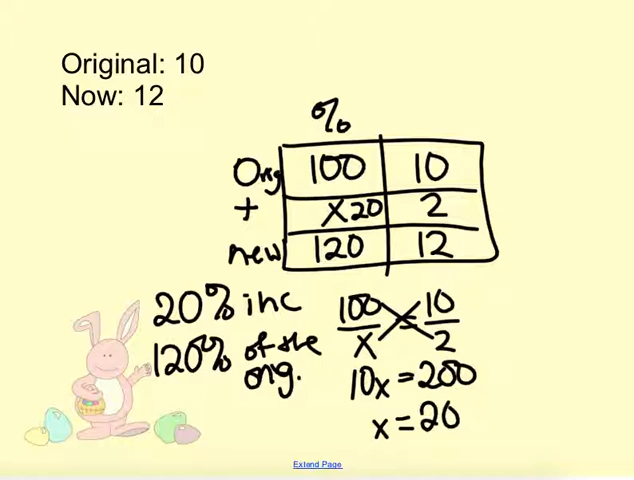 Original: 10
Now: 12
%
Orig 100 10
+ x20 2
new 120 12
20% inc
120% of the
org.
100/x = 10/2
10x = 200
x = 20
Extend Page